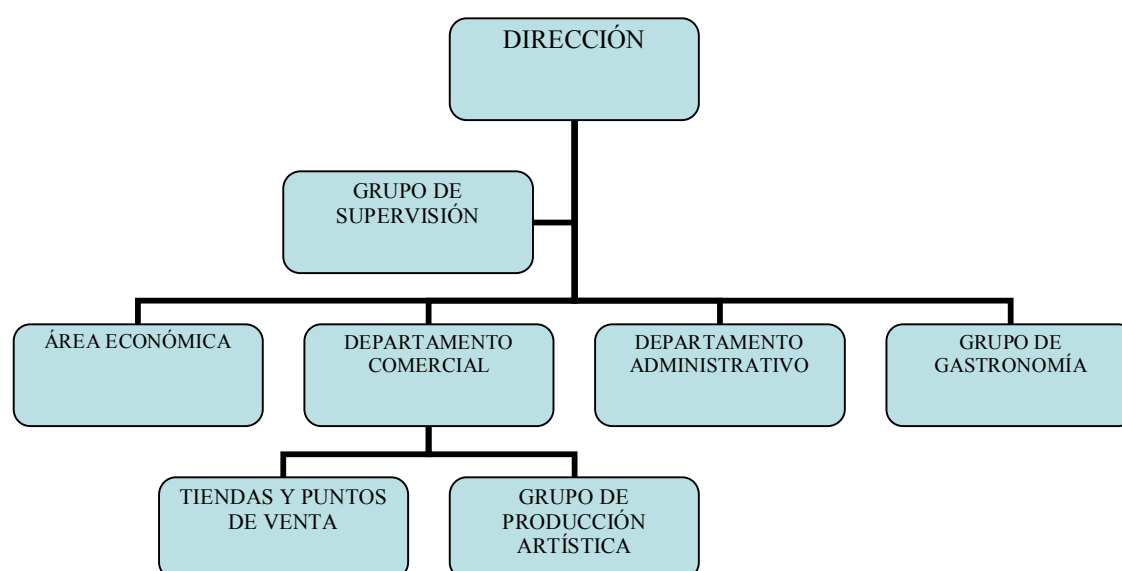 DIRECCIÓN
GRUPO DE
SUPERVISIÓN
ÁREA ECONÓMICA
DEPARTAMENTO
COMERCIAL
DEPARTAMENTO
ADMINISTRATIVO
GRUPO DE
GASTRONOMÍA
TIENDAS Y PUNTOS
DE VENTA
GRUPO DE
PRODUCCIÓN
ARTÍSTICA